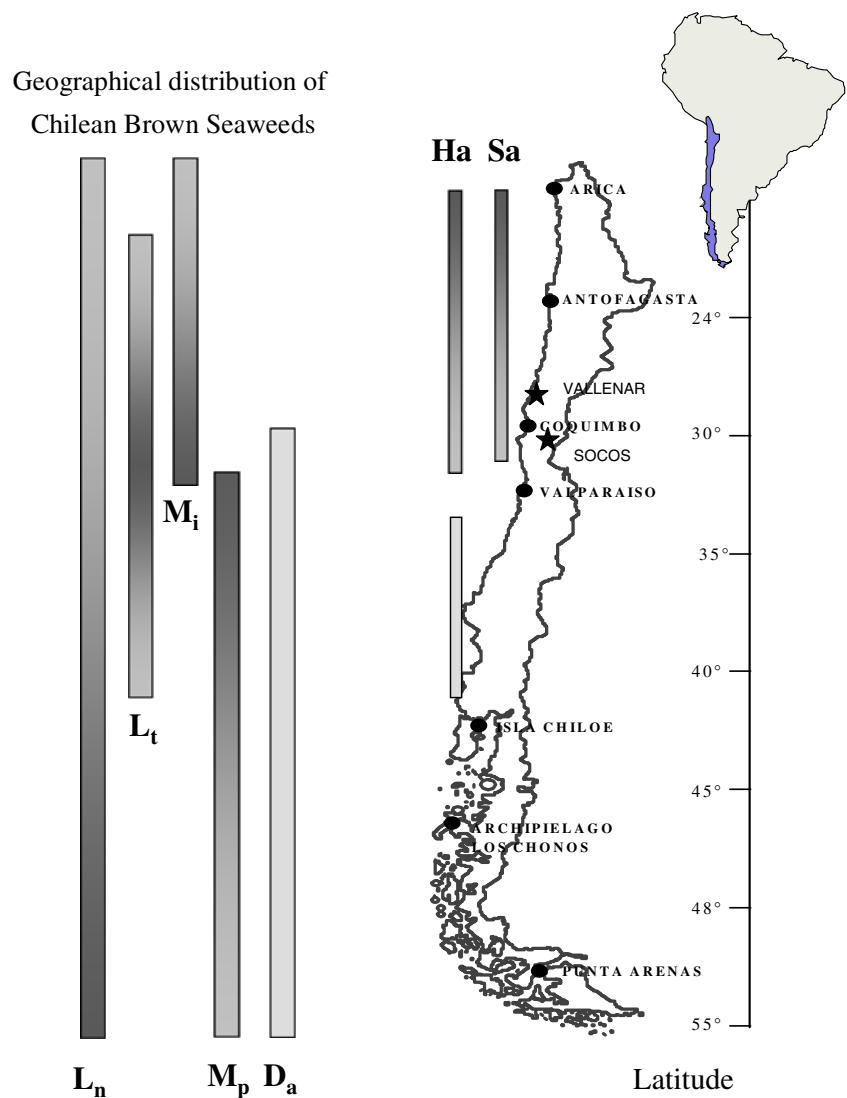 Geographical distribution of
Chilean Brown Seaweeds
Ha Sa
ARICA
ANTOFAGASTA
24°
VALLENAR
COQUIMBO
30°
SOCOS
Mi
VALPARAISO
35°
40°
Lt
ISLA CHILOE
45°
ARCHIPIELAGO
LOS CHONOS
48°
PUNTA ARENAS
55°
Ln
Mp Da
Latitude